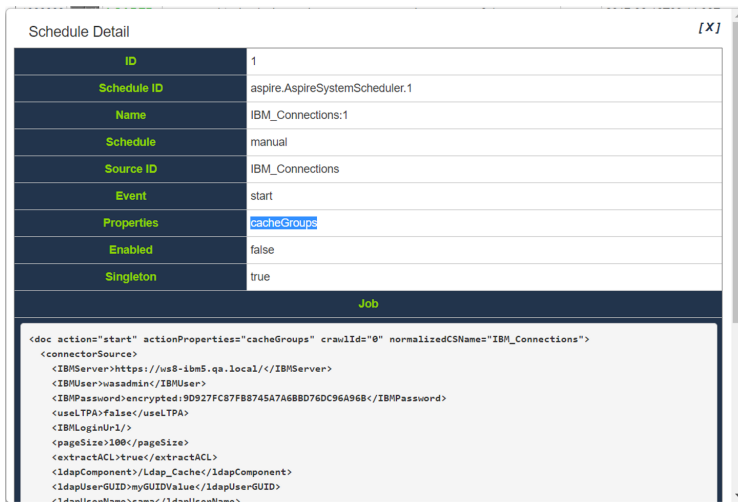 Schedule Detail [X]
ID 1
Schedule ID aspire.AspireSystemScheduler.1
Name IBM_Connections:1
Schedule manual
Source ID IBM_Connections
Event start
Properties cacheGroups
Enabled false
Singleton true
Job
<doc action="start" actionProperties="cacheGroups" crawlId="0" normalizedCSName="IBM_Connections">
<connectorSource>
<IBMServer>https://ws8-ibm5.qa.local/</IBMServer>
<IBMUser>wasadmin</IBMUser>
<IBMPassword>encrypted:9D927FC87FB8745A7A6BBD76DC96A96B</IBMPassword>
<useLTPA>false</useLTPA>
<IBMLoginUrl/>
<pageSize>100</pageSize>
<extractACL>true</extractACL>
<ldapComponent>/Ldap_Cache</ldapComponent>
<ldapUserGUID>myGUIDValue</ldapUserGUID>
<ldapUserName>sama</ldapUserName>